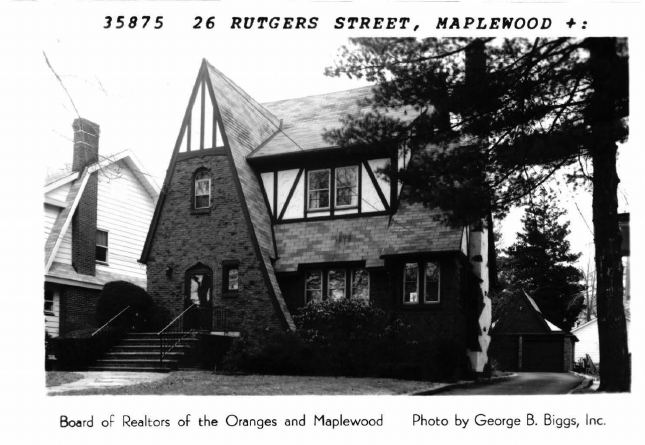 35875 26 RUTGERS STREET, MAPLEWOOD +:
Board of Realtors of the Oranges and Maplewood Photo by George B. Biggs, Inc.